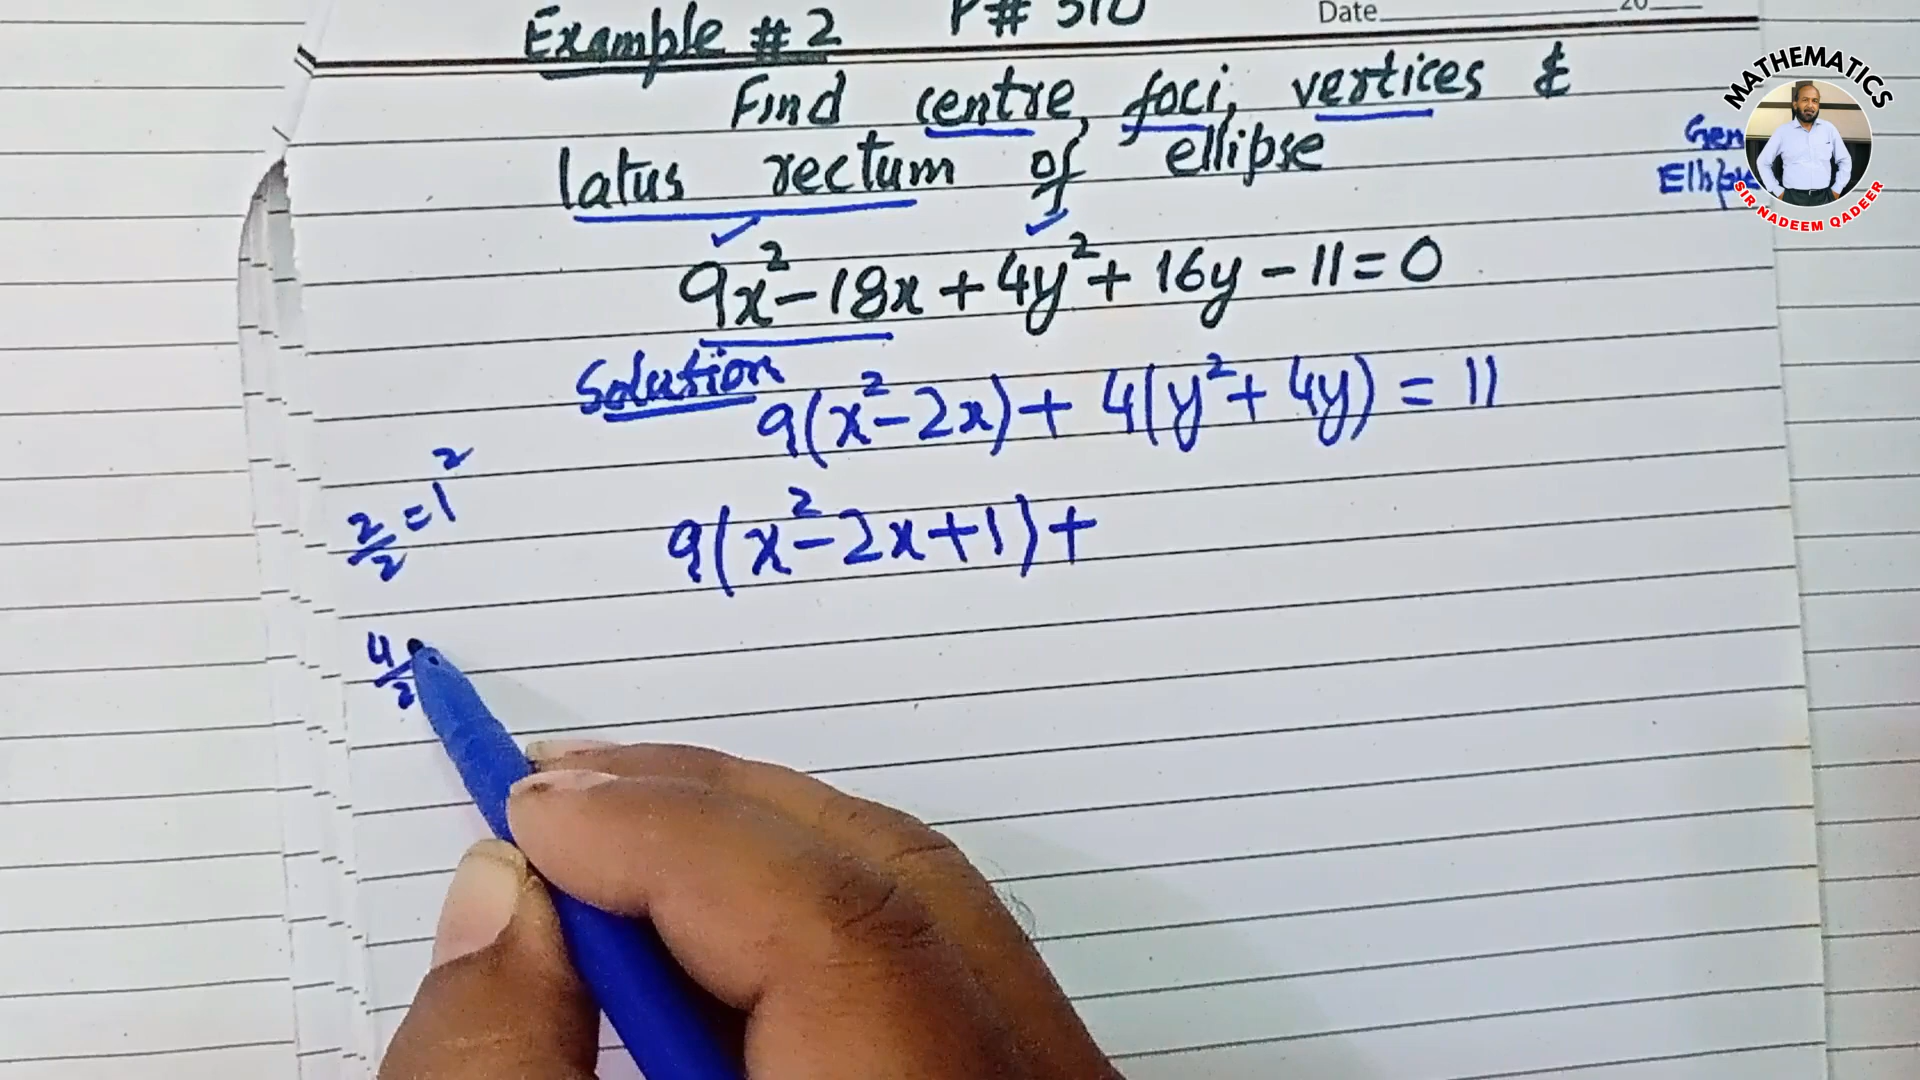 Example # 2 P# 510 Date 20
Find centre, foci, vertices &
latus rectum of ellipse
Gen
9x² - 18x + 4y² + 16y - 11 = 0
Solution
9(x² - 2x) + 4(y² + 4y) = 11
2/2 = 1²
9(x² - 2x + 1) +
4/2
MATHEMATICS
SIR NADEEM QADEER